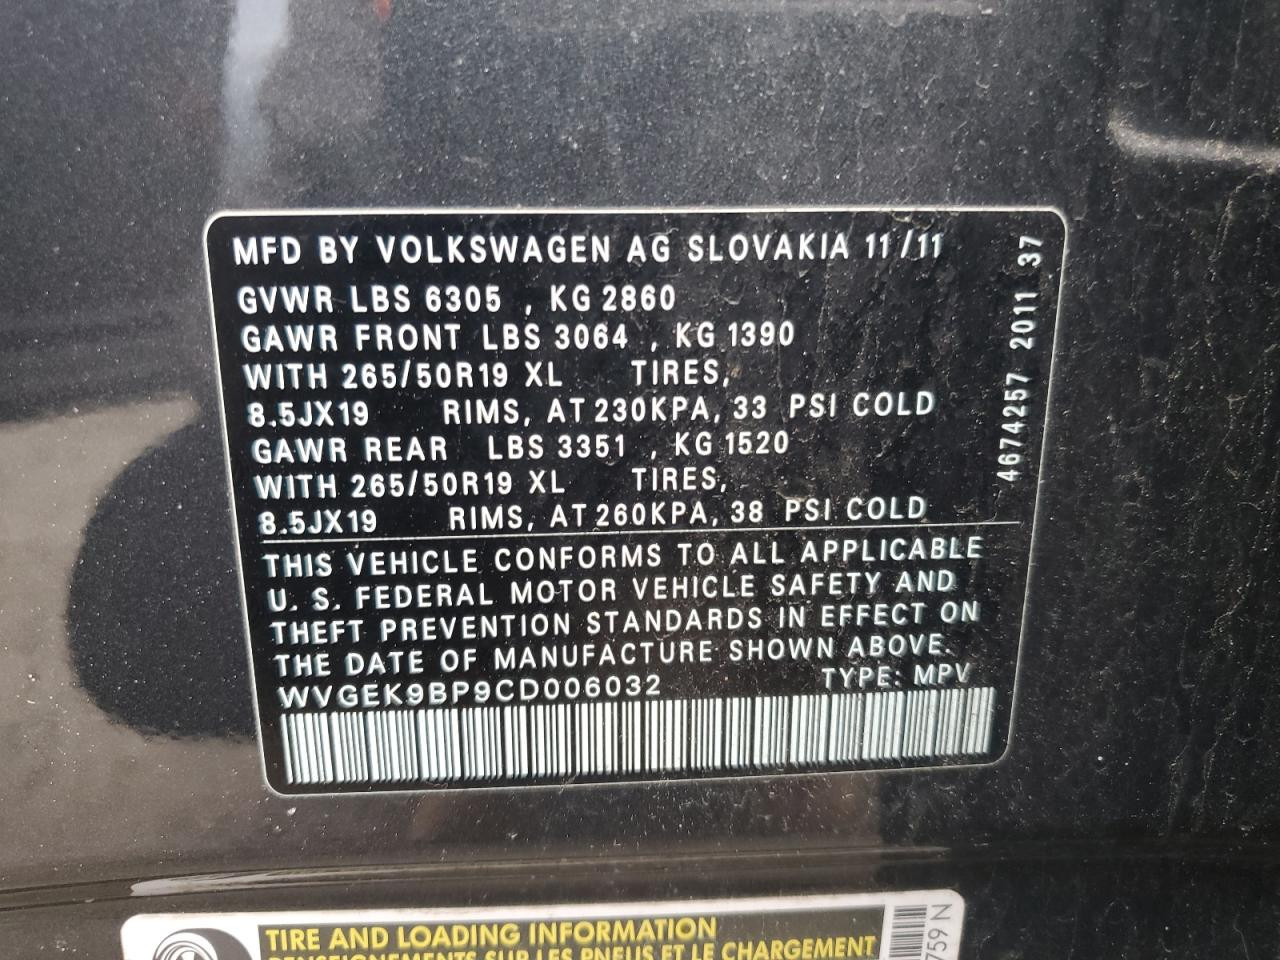 MFD BY VOLKSWAGEN AG SLOVAKIA 11/11
GVWR LBS 6305 , KG 2860
GAWR FRONT LBS 3064 , KG 1390
WITH 265/50R19 XL TIRES,
8.5JX19 RIMS, AT 230KPA, 33 PSI COLD
GAWR REAR LBS 3351 , KG 1520
WITH 265/50R19 XL TIRES,
8.5JX19 RIMS, AT 260KPA, 38 PSI COLD
4674257 2011 37
THIS VEHICLE CONFORMS TO ALL APPLICABLE
U. S. FEDERAL MOTOR VEHICLE SAFETY AND
THEFT PREVENTION STANDARDS IN EFFECT ON
THE DATE OF MANUFACTURE SHOWN ABOVE.
WVGEK9BP9CD006032 TYPE: MPV
TIRE AND LOADING INFORMATION
RENSEIGNEMENTS SUR LES PNEUS ET LE CHARGEMENT
759 N